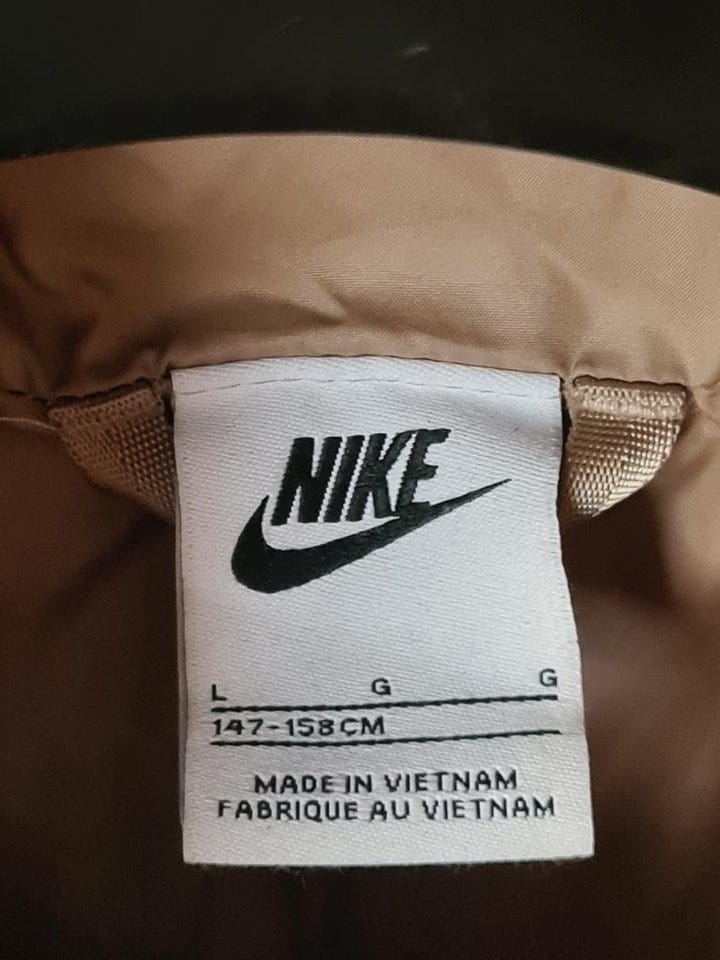 NIKE
L G G
147-158CM
MADE IN VIETNAM
FABRIQUE AU VIETNAM